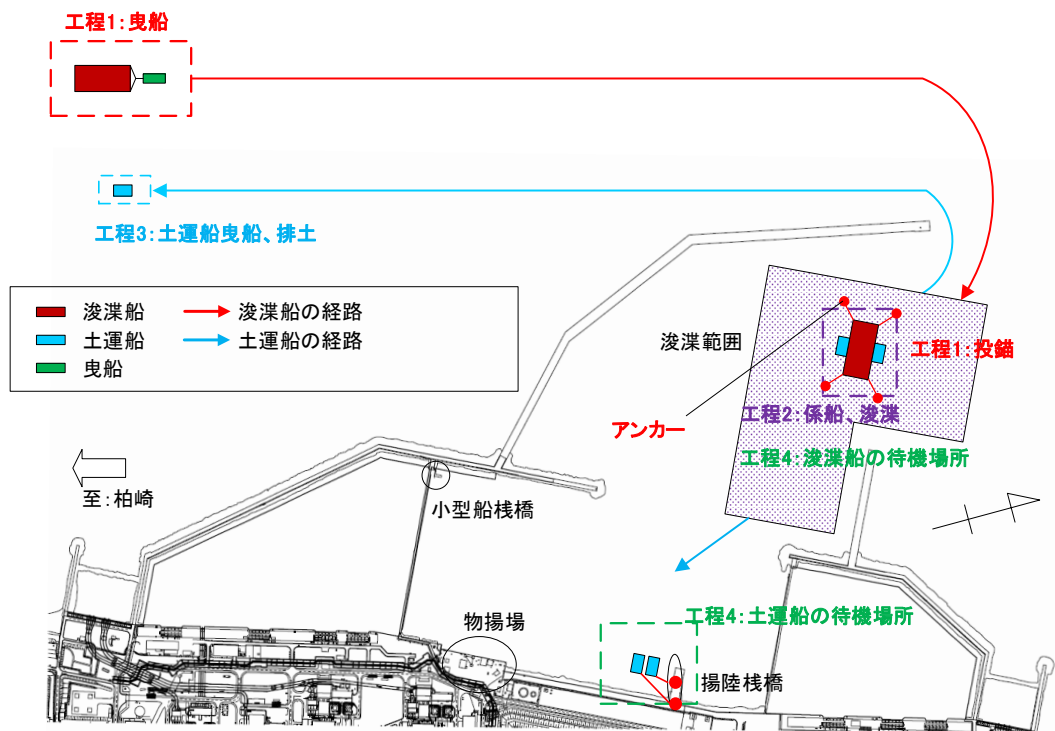 工程1:曳船
工程3:土運船曳船、排土
浚渫船
浚渫船の経路
土運船
土運船の経路
曳船
浚渫範囲
工程1:投錨
アンカー
工程2:係船、浚渫
工程4:浚渫船の待機場所
至:柏崎
小型船桟橋
物揚場
工程4:土運船の待機場所
揚陸桟橋